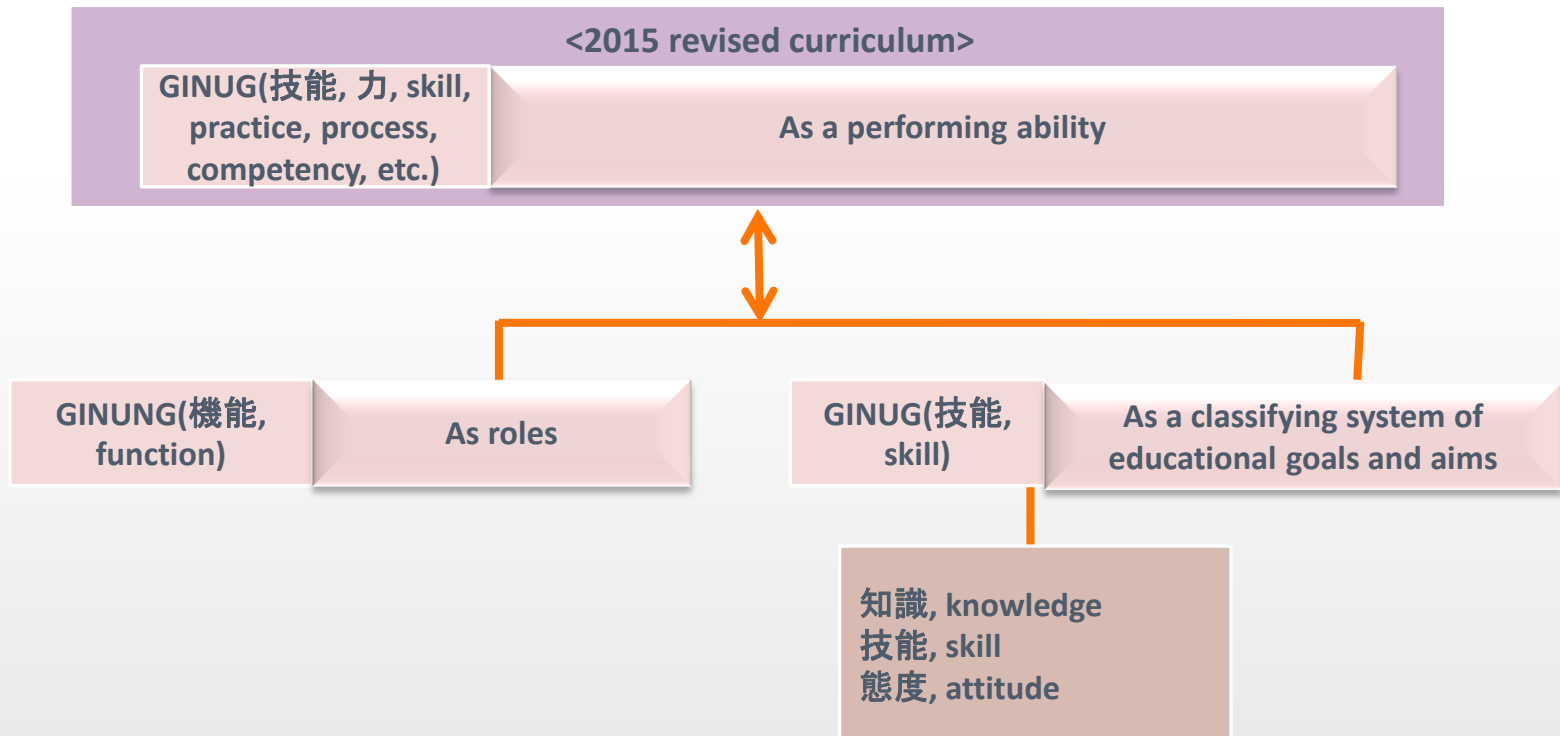 <2015 revised curriculum>
GINUG(技能, 力, skill,
practice, process,
competency, etc.)
As a performing ability
GINUNG(機能,
function)
As roles
GINUG(技能,
skill)
As a classifying system of
educational goals and aims
知識, knowledge
技能, skill
態度, attitude